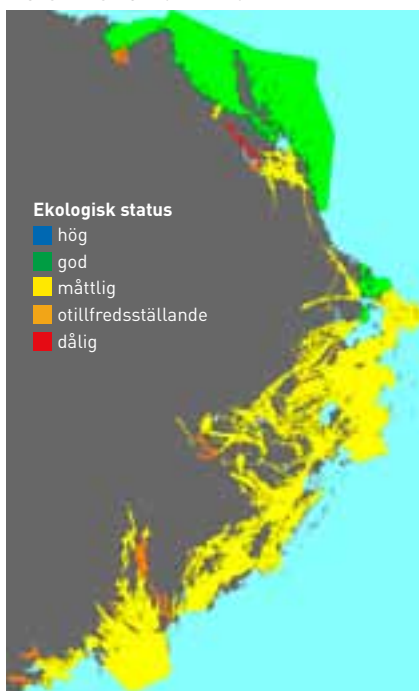 Ekologisk status
hög
god
måttlig
otillfredsställande
dålig